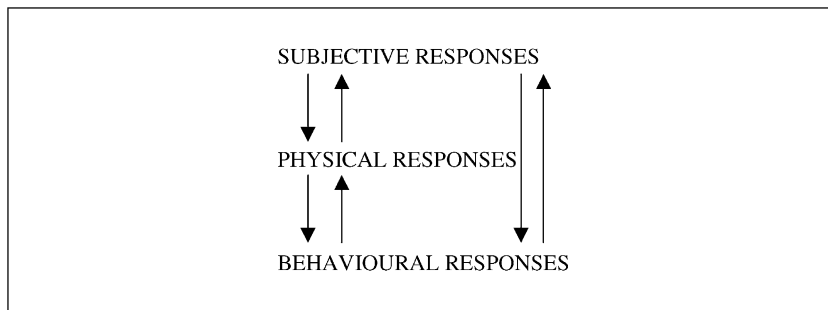 SUBJECTIVE RESPONSES
PHYSICAL RESPONSES
BEHAVIOURAL RESPONSES